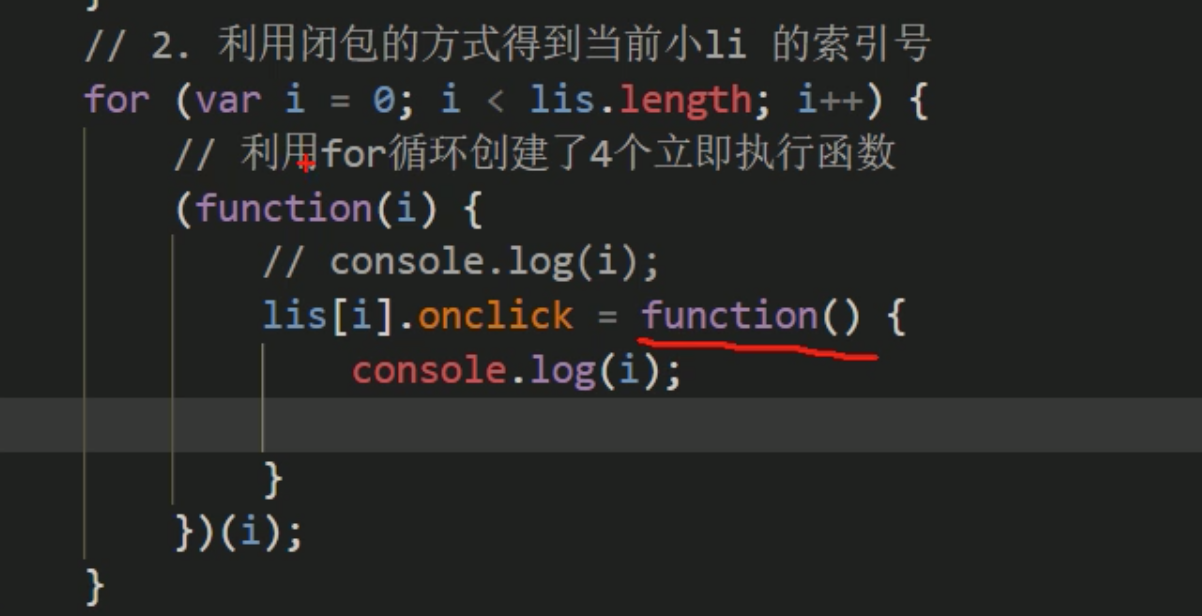 }
// 2. 利用闭包的方式得到当前小li 的索引号
for (var i = 0; i < lis.length; i++) {
// 利用for循环创建了4个立即执行函数
(function(i) {
// console.log(i);
lis[i].onclick = function() {
console.log(i);
}
})(i);
}